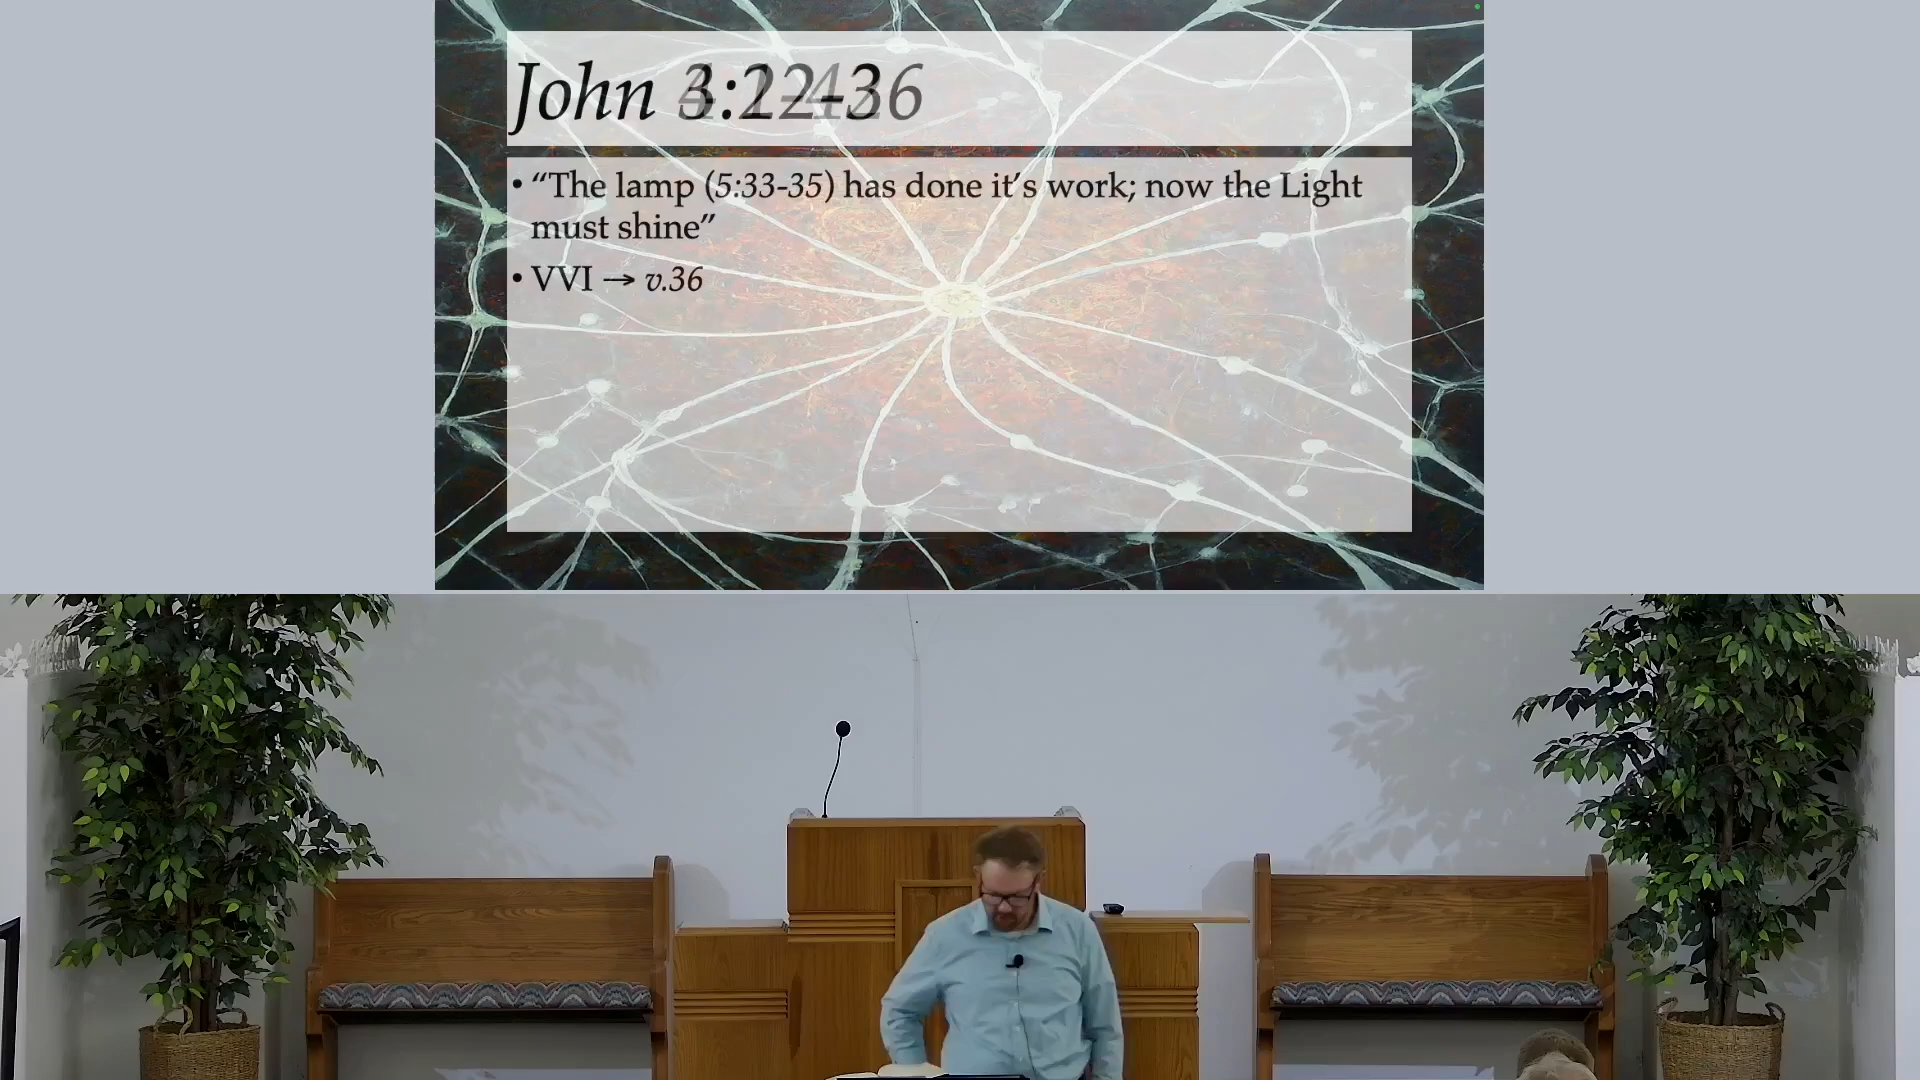 John 3:22-36
• “The lamp (5:33-35) has done it’s work; now the Light
must shine”
• VVI → v.36